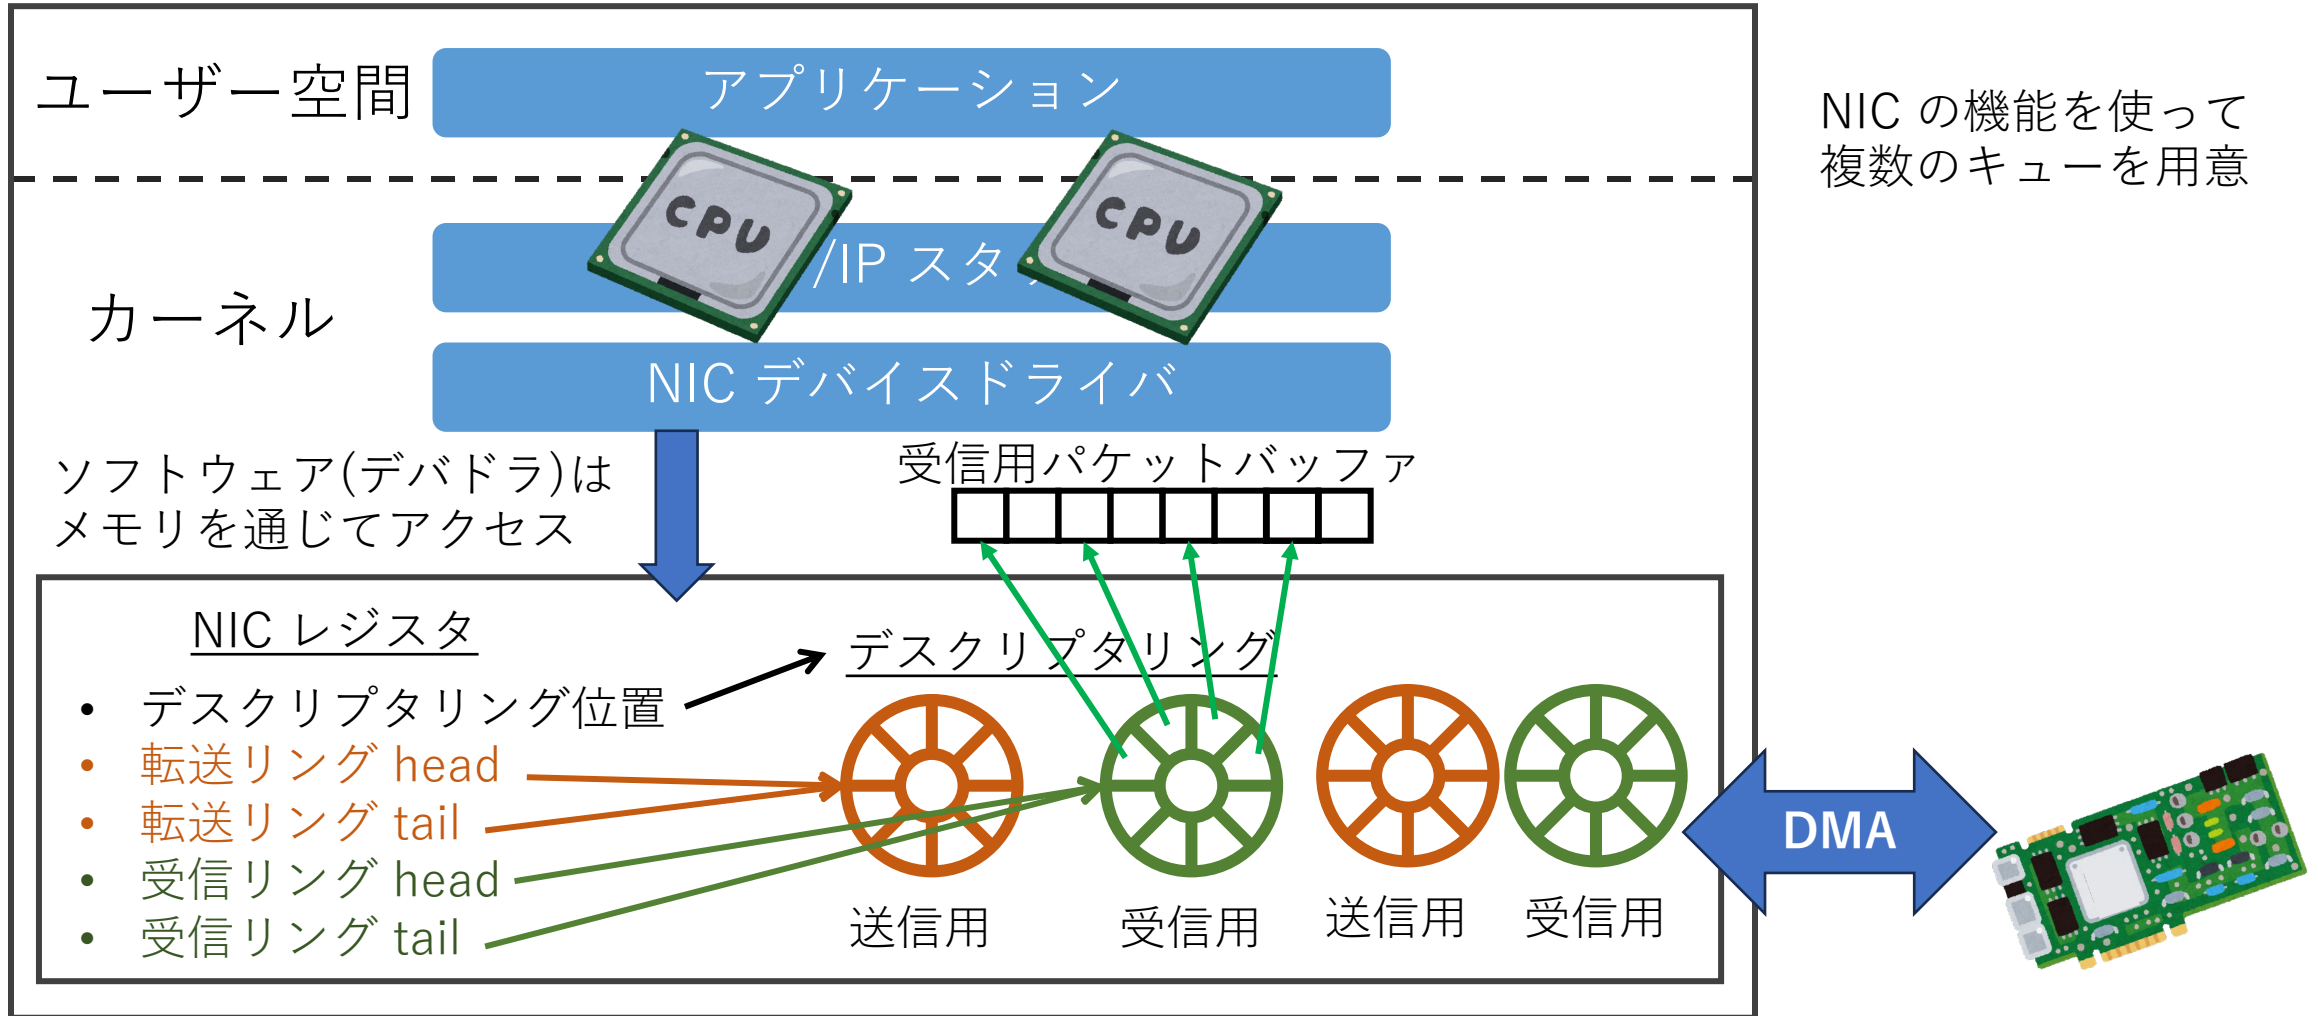 ユーザー空間
アプリケーション
NIC の機能を使って
複数のキューを用意
CPU
CPU
/IP スタ
カーネル
NIC デバイスドライバ
ソフトウェア(デバドラ)は
メモリを通じてアクセス
受信用パケットバッファ
NIC レジスタ
デスクリプタリング
• デスクリプタリング位置
• 転送リング head
• 転送リング tail
• 受信リング head
• 受信リング tail
送信用
受信用
送信用
受信用
DMA